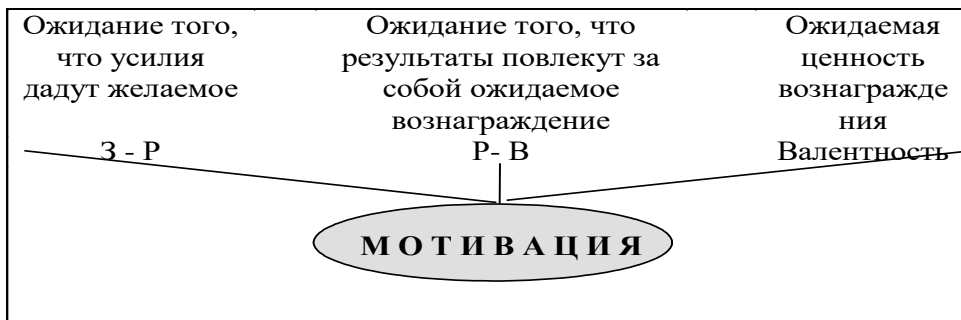 Ожидание того,
что усилия
дадут желаемое
З - Р
Ожидание того, что
результаты повлекут за
собой ожидаемое
вознаграждение
Р- В
Ожидаемая
ценность
вознагражде
ния
Валентность
М О Т И В А Ц И Я